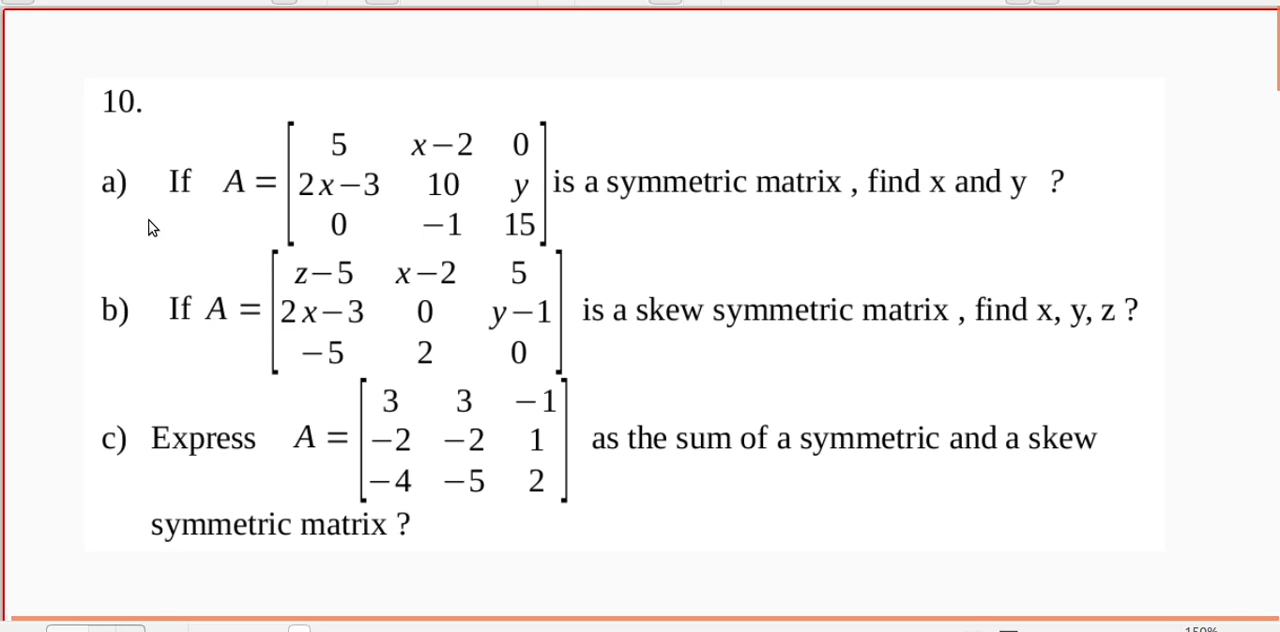 10.
a) If A = [ 5 x−2 0
2x−3 10 y
0 −1 15 ] is a symmetric matrix , find x and y ?
b) If A = [ z−5 x−2 5
2x−3 0 y−1
−5 2 0 ] is a skew symmetric matrix , find x, y, z ?
c) Express A = [ 3 3 −1
−2 −2 1
−4 −5 2 ] as the sum of a symmetric and a skew
symmetric matrix ?